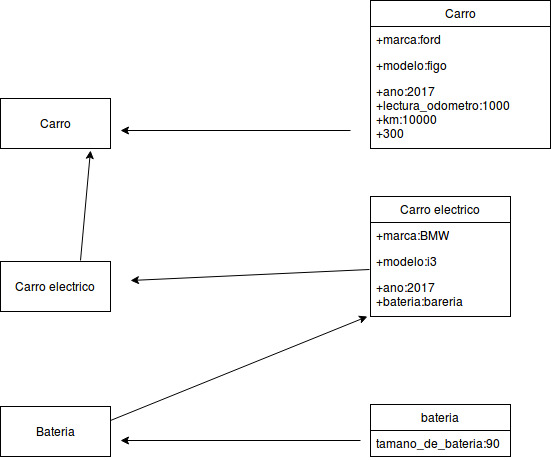 Carro
+marca:ford
+modelo:figo
+ano:2017
+lectura_odometro:1000
+km:10000
+300
Carro
Carro electrico
+marca:BMW
+modelo:i3
+ano:2017
+bateria:bareria
Carro electrico
bateria
tamano_de_bateria:90
Bateria